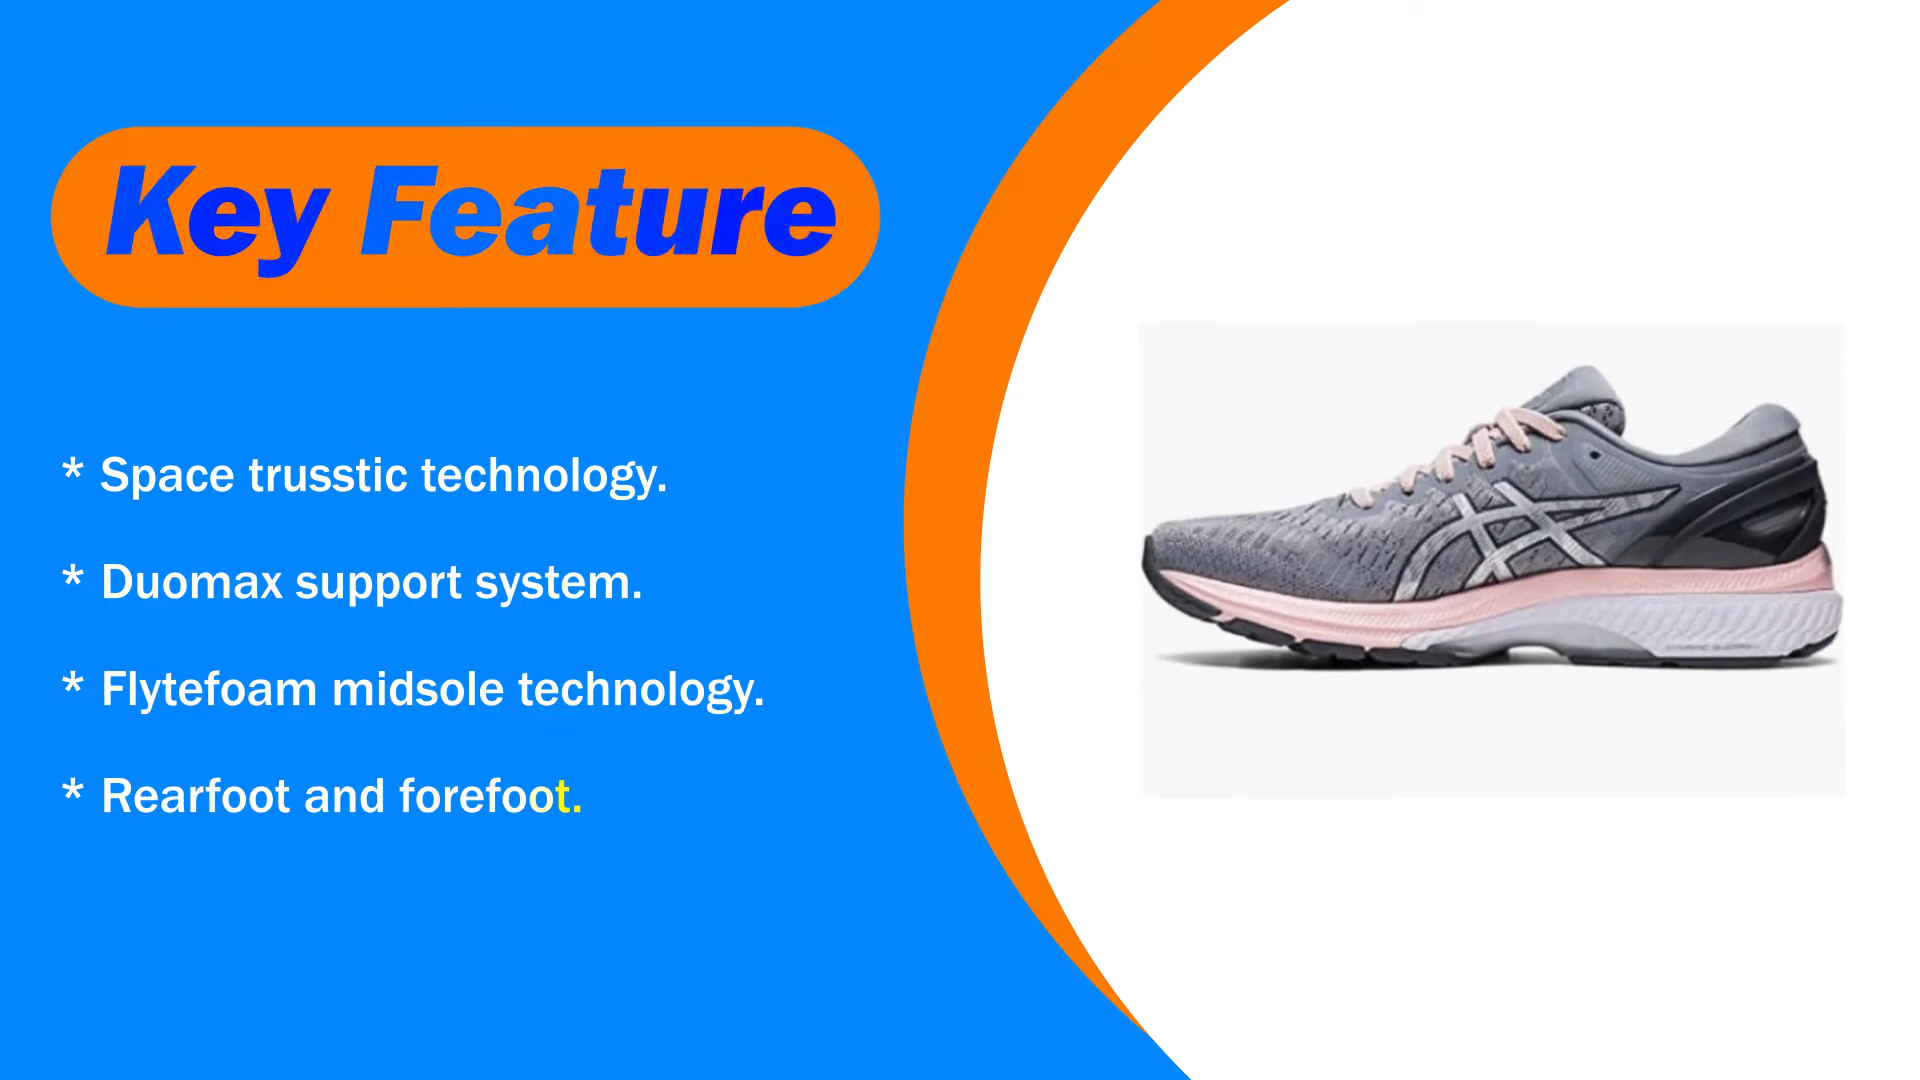 Key Feature
* Space trusstic technology.
* Duomax support system.
* Flytefoam midsole technology.
* Rearfoot and forefoot.